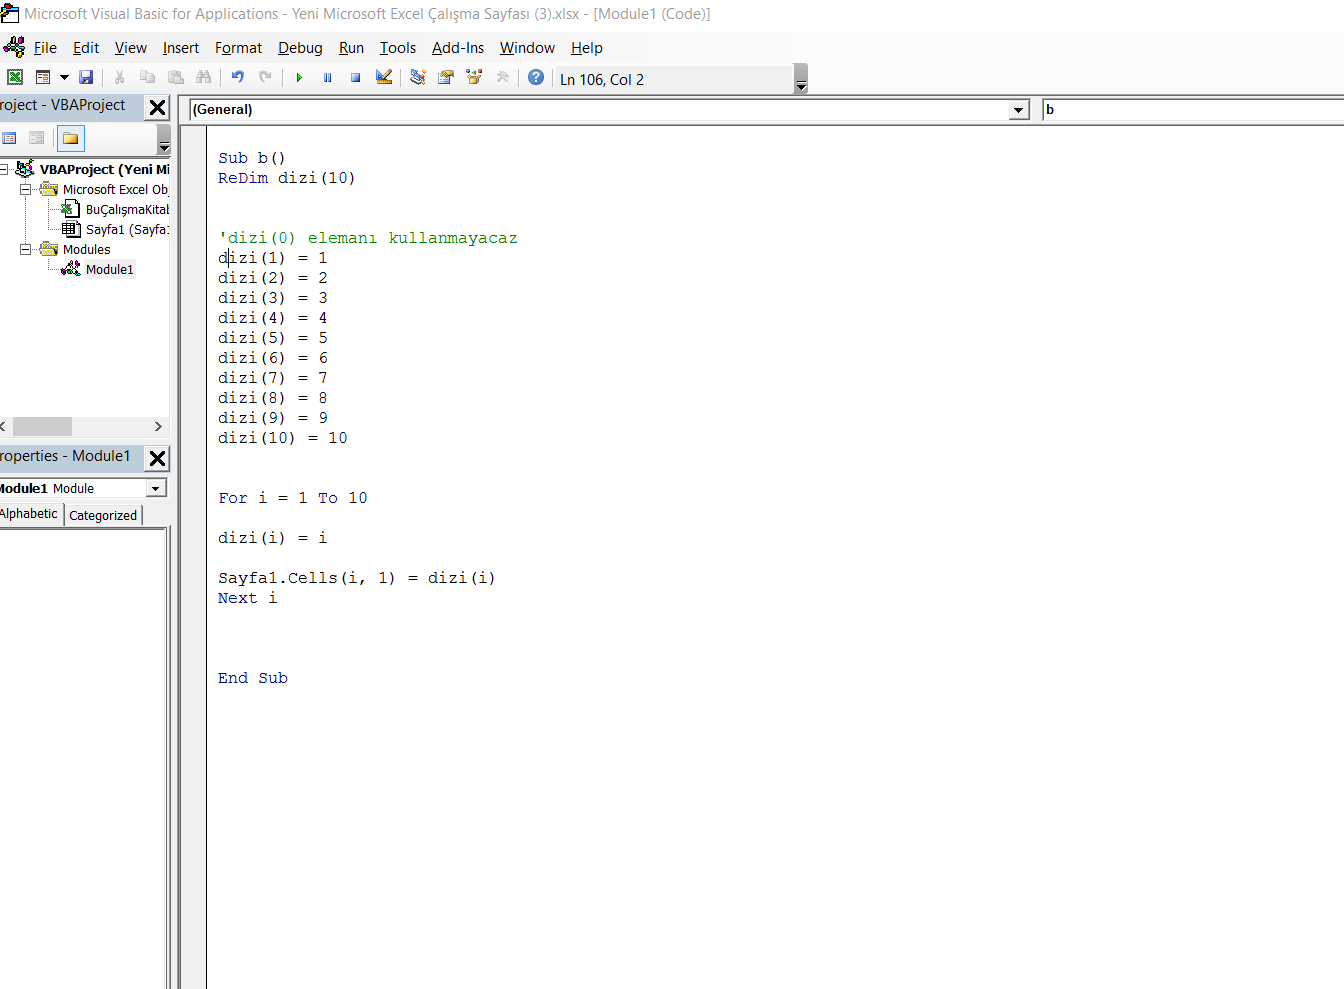 Microsoft Visual Basic for Applications - Yeni Microsoft Excel Çalışma Sayfası (3).xlsx - [Module1 (Code)]
File Edit View Insert Format Debug Run Tools Add-Ins Window Help
Ln 106, Col 2
roject - VBAProject
(General)
b
VBAProject (Yeni Mi
Microsoft Excel Ob
BuÇalışmaKitab
Sayfa1 (Sayfa1
Modules
Module1
roperties - Module1
Module1 Module
Alphabetic Categorized
Sub b()
ReDim dizi(10)
'dizi(0) elemanı kullanmayacaz
dizi(1) = 1
dizi(2) = 2
dizi(3) = 3
dizi(4) = 4
dizi(5) = 5
dizi(6) = 6
dizi(7) = 7
dizi(8) = 8
dizi(9) = 9
dizi(10) = 10
For i = 1 To 10
dizi(i) = i
Sayfa1.Cells(i, 1) = dizi(i)
Next i
End Sub